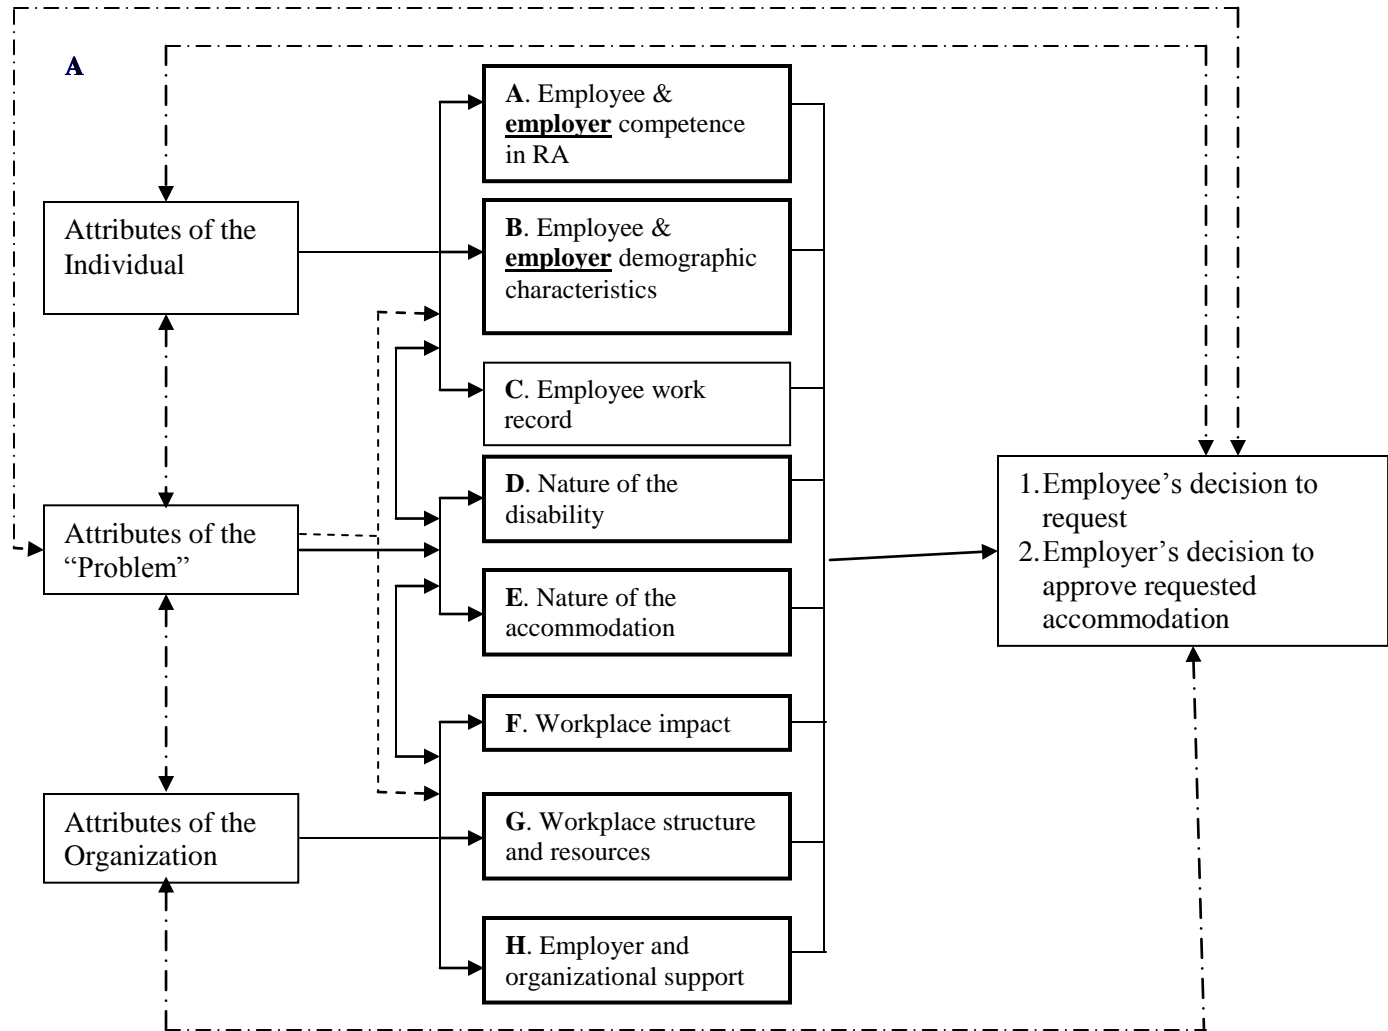 A
A. Employee &
employer competence
in RA
Attributes of the
Individual
B. Employee &
employer demographic
characteristics
C. Employee work
record
Attributes of the
“Problem”
D. Nature of the
disability
E. Nature of the
accommodation
1. Employee’s decision to
request
2. Employer’s decision to
approve requested
accommodation
F. Workplace impact
Attributes of the
Organization
G. Workplace structure
and resources
H. Employer and
organizational support